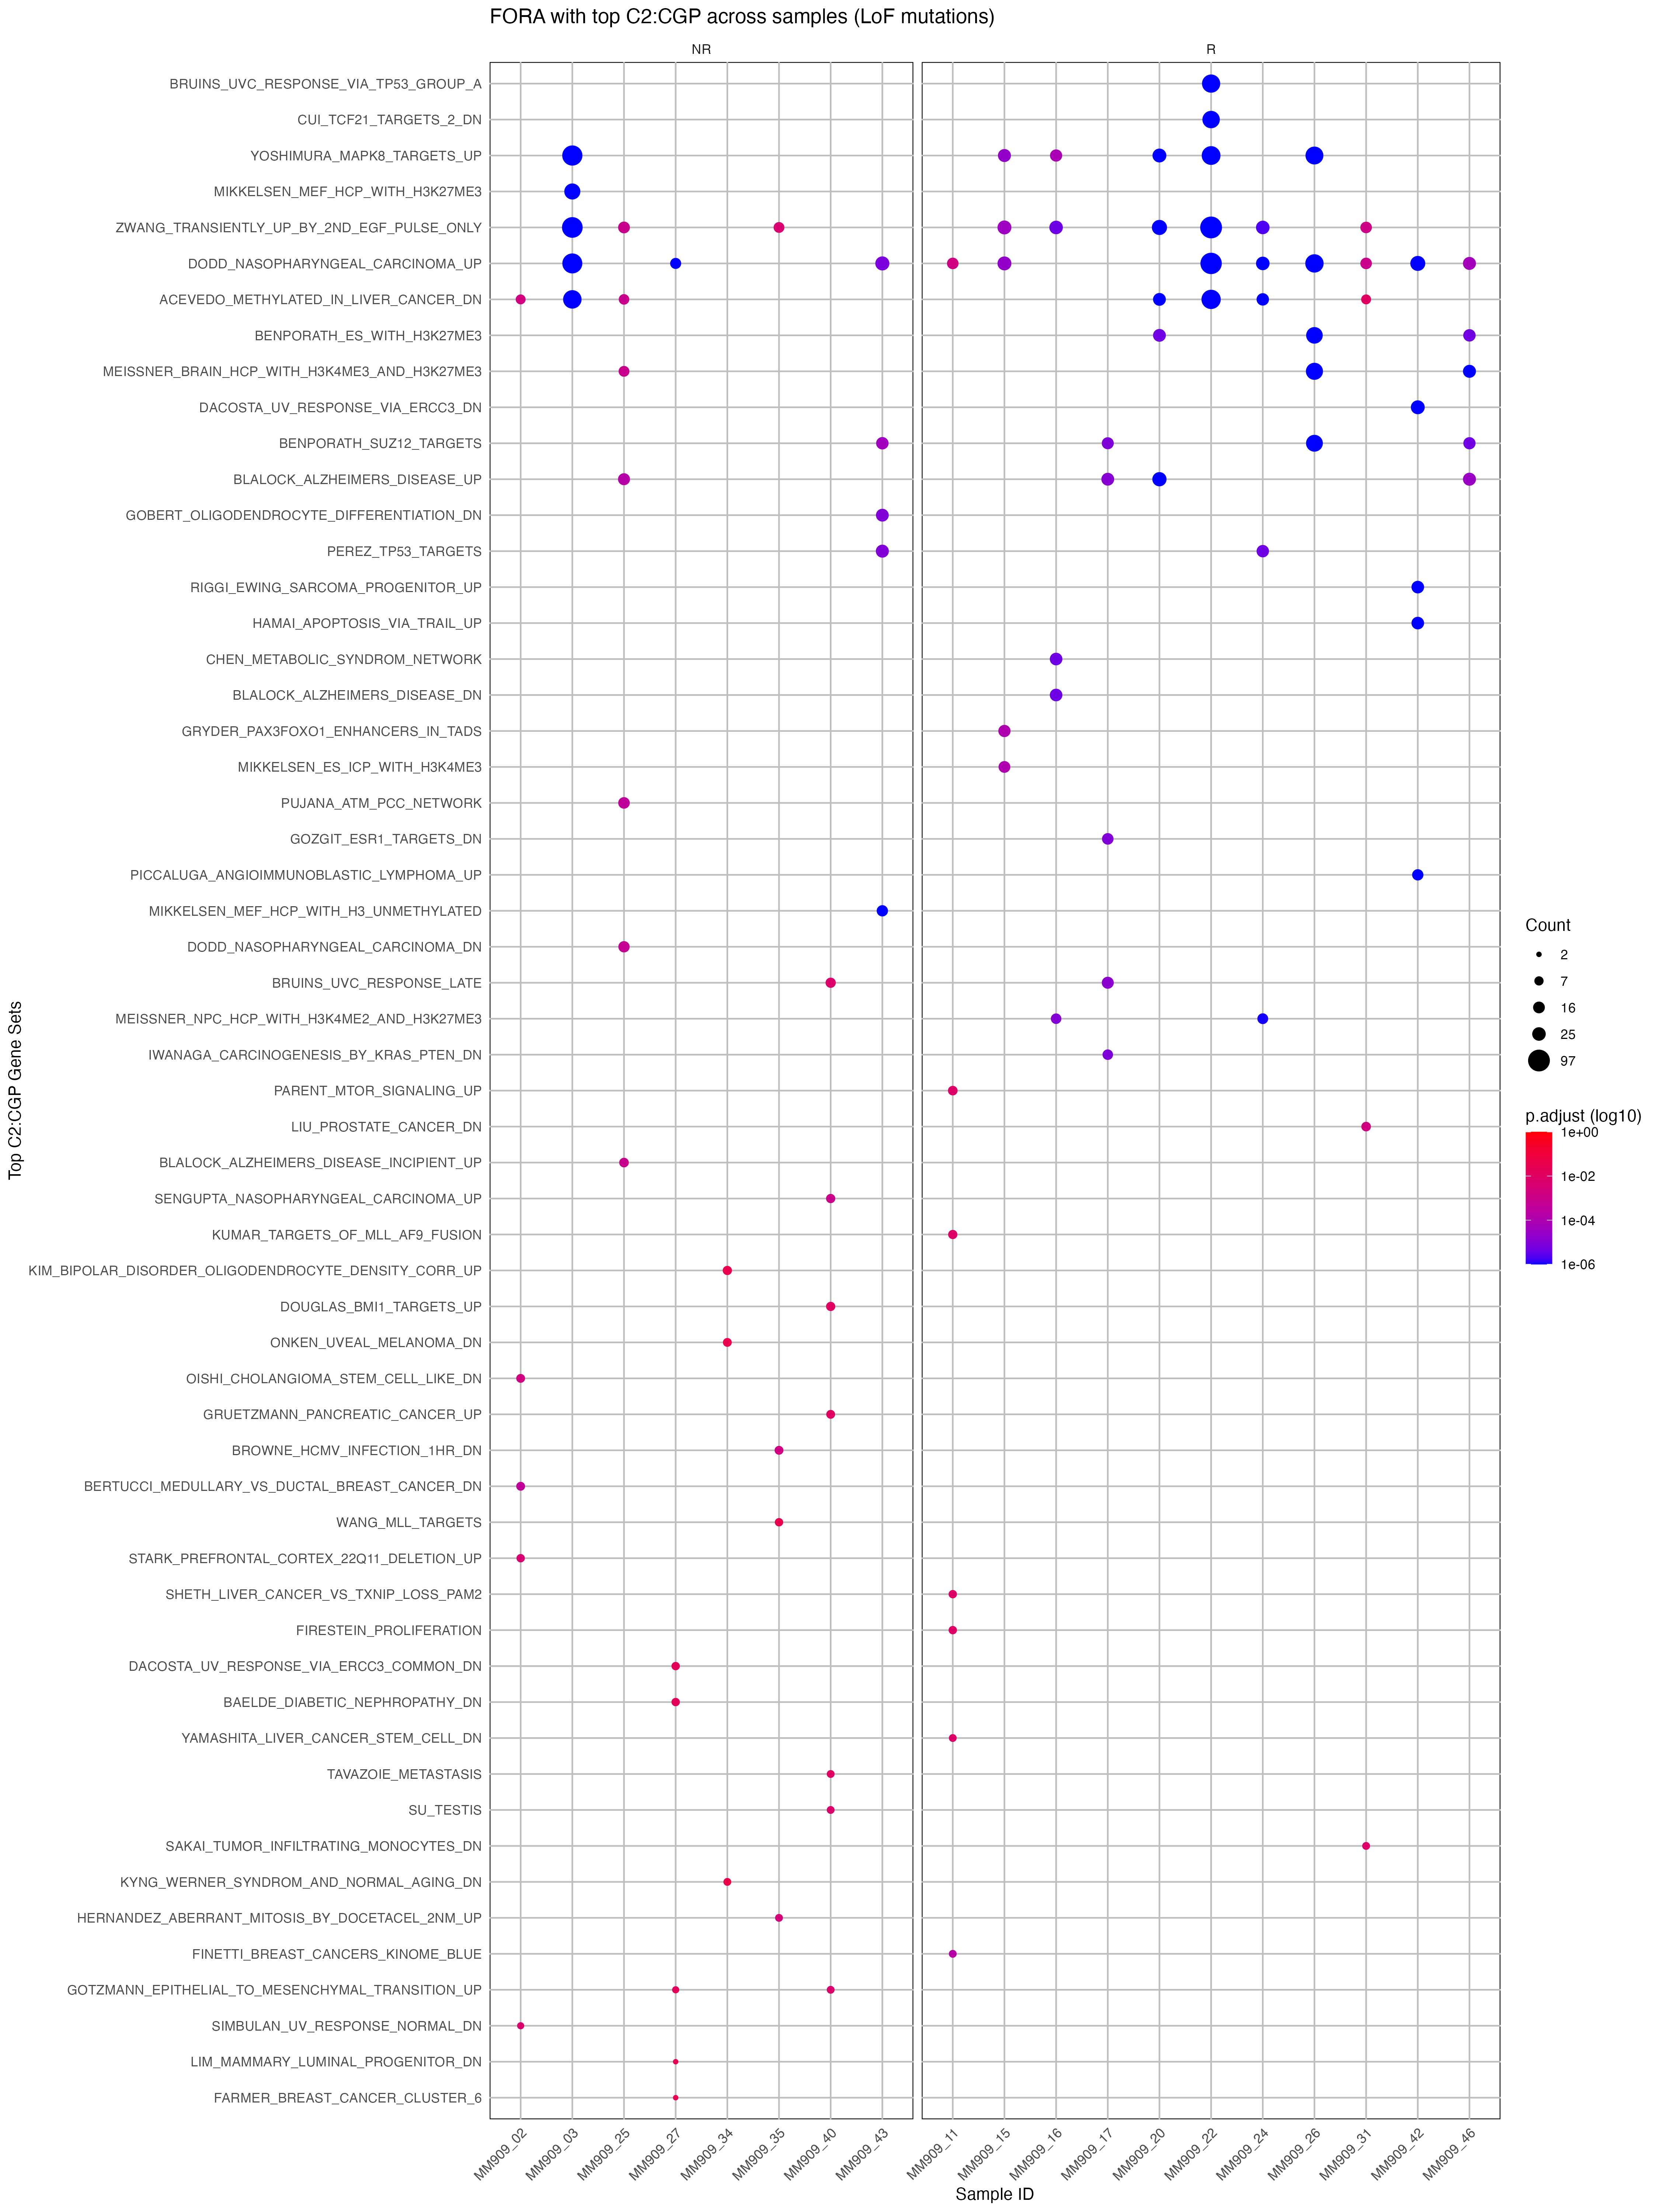 FORA with top C2:CGP across samples (LoF mutations)
NR
R
BRUINS_UVC_RESPONSE_VIA_TP53_GROUP_A
CUI_TCF21_TARGETS_2_DN
YOSHIMURA_MAPK8_TARGETS_UP
MIKKELSEN_MEF_HCP_WITH_H3K27ME3
ZWANG_TRANSIENTLY_UP_BY_2ND_EGF_PULSE_ONLY
DODD_NASOPHARYNGEAL_CARCINOMA_UP
ACEVEDO_METHYLATED_IN_LIVER_CANCER_DN
BENPORATH_ES_WITH_H3K27ME3
MEISSNER_BRAIN_HCP_WITH_H3K4ME3_AND_H3K27ME3
DACOSTA_UV_RESPONSE_VIA_ERCC3_DN
BENPORATH_SUZ12_TARGETS
BLALOCK_ALZHEIMERS_DISEASE_UP
GOBERT_OLIGODENDROCYTE_DIFFERENTIATION_DN
PEREZ_TP53_TARGETS
RIGGI_EWING_SARCOMA_PROGENITOR_UP
HAMAI_APOPTOSIS_VIA_TRAIL_UP
CHEN_METABOLIC_SYNDROM_NETWORK
BLALOCK_ALZHEIMERS_DISEASE_DN
GRYDER_PAX3FOXO1_ENHANCERS_IN_TADS
MIKKELSEN_ES_ICP_WITH_H3K4ME3
PUJANA_ATM_PCC_NETWORK
GOZGIT_ESR1_TARGETS_DN
PICCALUGA_ANGIOIMMUNOBLASTIC_LYMPHOMA_UP
MIKKELSEN_MEF_HCP_WITH_H3_UNMETHYLATED
DODD_NASOPHARYNGEAL_CARCINOMA_DN
BRUINS_UVC_RESPONSE_LATE
MEISSNER_NPC_HCP_WITH_H3K4ME2_AND_H3K27ME3
IWANAGA_CARCINOGENESIS_BY_KRAS_PTEN_DN
PARENT_MTOR_SIGNALING_UP
LIU_PROSTATE_CANCER_DN
BLALOCK_ALZHEIMERS_DISEASE_INCIPIENT_UP
SENGUPTA_NASOPHARYNGEAL_CARCINOMA_UP
KUMAR_TARGETS_OF_MLL_AF9_FUSION
KIM_BIPOLAR_DISORDER_OLIGODENDROCYTE_DENSITY_CORR_UP
DOUGLAS_BMI1_TARGETS_UP
ONKEN_UVEAL_MELANOMA_DN
OISHI_CHOLANGIOMA_STEM_CELL_LIKE_DN
GRUETZMANN_PANCREATIC_CANCER_UP
BROWNE_HCMV_INFECTION_1HR_DN
BERTUCCI_MEDULLARY_VS_DUCTAL_BREAST_CANCER_DN
WANG_MLL_TARGETS
STARK_PREFRONTAL_CORTEX_22Q11_DELETION_UP
SHETH_LIVER_CANCER_VS_TXNIP_LOSS_PAM2
FIRESTEIN_PROLIFERATION
DACOSTA_UV_RESPONSE_VIA_ERCC3_COMMON_DN
BAELDE_DIABETIC_NEPHROPATHY_DN
YAMASHITA_LIVER_CANCER_STEM_CELL_DN
TAVAZOIE_METASTASIS
SU_TESTIS
SAKAI_TUMOR_INFILTRATING_MONOCYTES_DN
KYNG_WERNER_SYNDROM_AND_NORMAL_AGING_DN
HERNANDEZ_ABERRANT_MITOSIS_BY_DOCETACEL_2NM_UP
FINETTI_BREAST_CANCERS_KINOME_BLUE
GOTZMANN_EPITHELIAL_TO_MESENCHYMAL_TRANSITION_UP
SIMBULAN_UV_RESPONSE_NORMAL_DN
LIM_MAMMARY_LUMINAL_PROGENITOR_DN
FARMER_BREAST_CANCER_CLUSTER_6
Top C2:CGP Gene Sets
MM909_02
MM909_03
MM909_25
MM909_27
MM909_34
MM909_35
MM909_40
MM909_43
MM909_11
MM909_15
MM909_16
MM909_17
MM909_20
MM909_22
MM909_24
MM909_26
MM909_31
MM909_42
MM909_46
Sample ID
Count
2
7
16
25
97
p.adjust (log10)
1e+00
1e-02
1e-04
1e-06